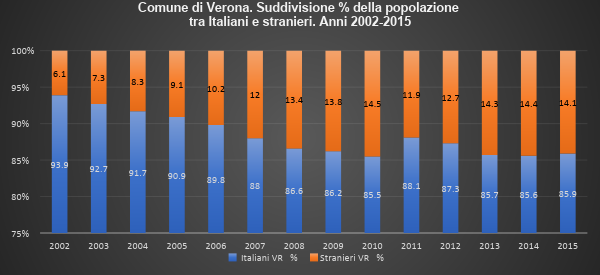 Comune di Verona. Suddivisione % della popolazione
tra Italiani e stranieri. Anni 2002-2015
100%
95%
90%
85%
80%
75%
6.1 7.3 8.3 9.1 10.2 12 13.4 13.8 14.5 11.9 12.7 14.3 14.4 14.1
93.9 92.7 91.7 90.9 89.8 88 86.6 86.2 85.5 88.1 87.3 85.7 85.6 85.9
2002 2003 2004 2005 2006 2007 2008 2009 2010 2011 2012 2013 2014 2015
Italiani VR % Stranieri VR %